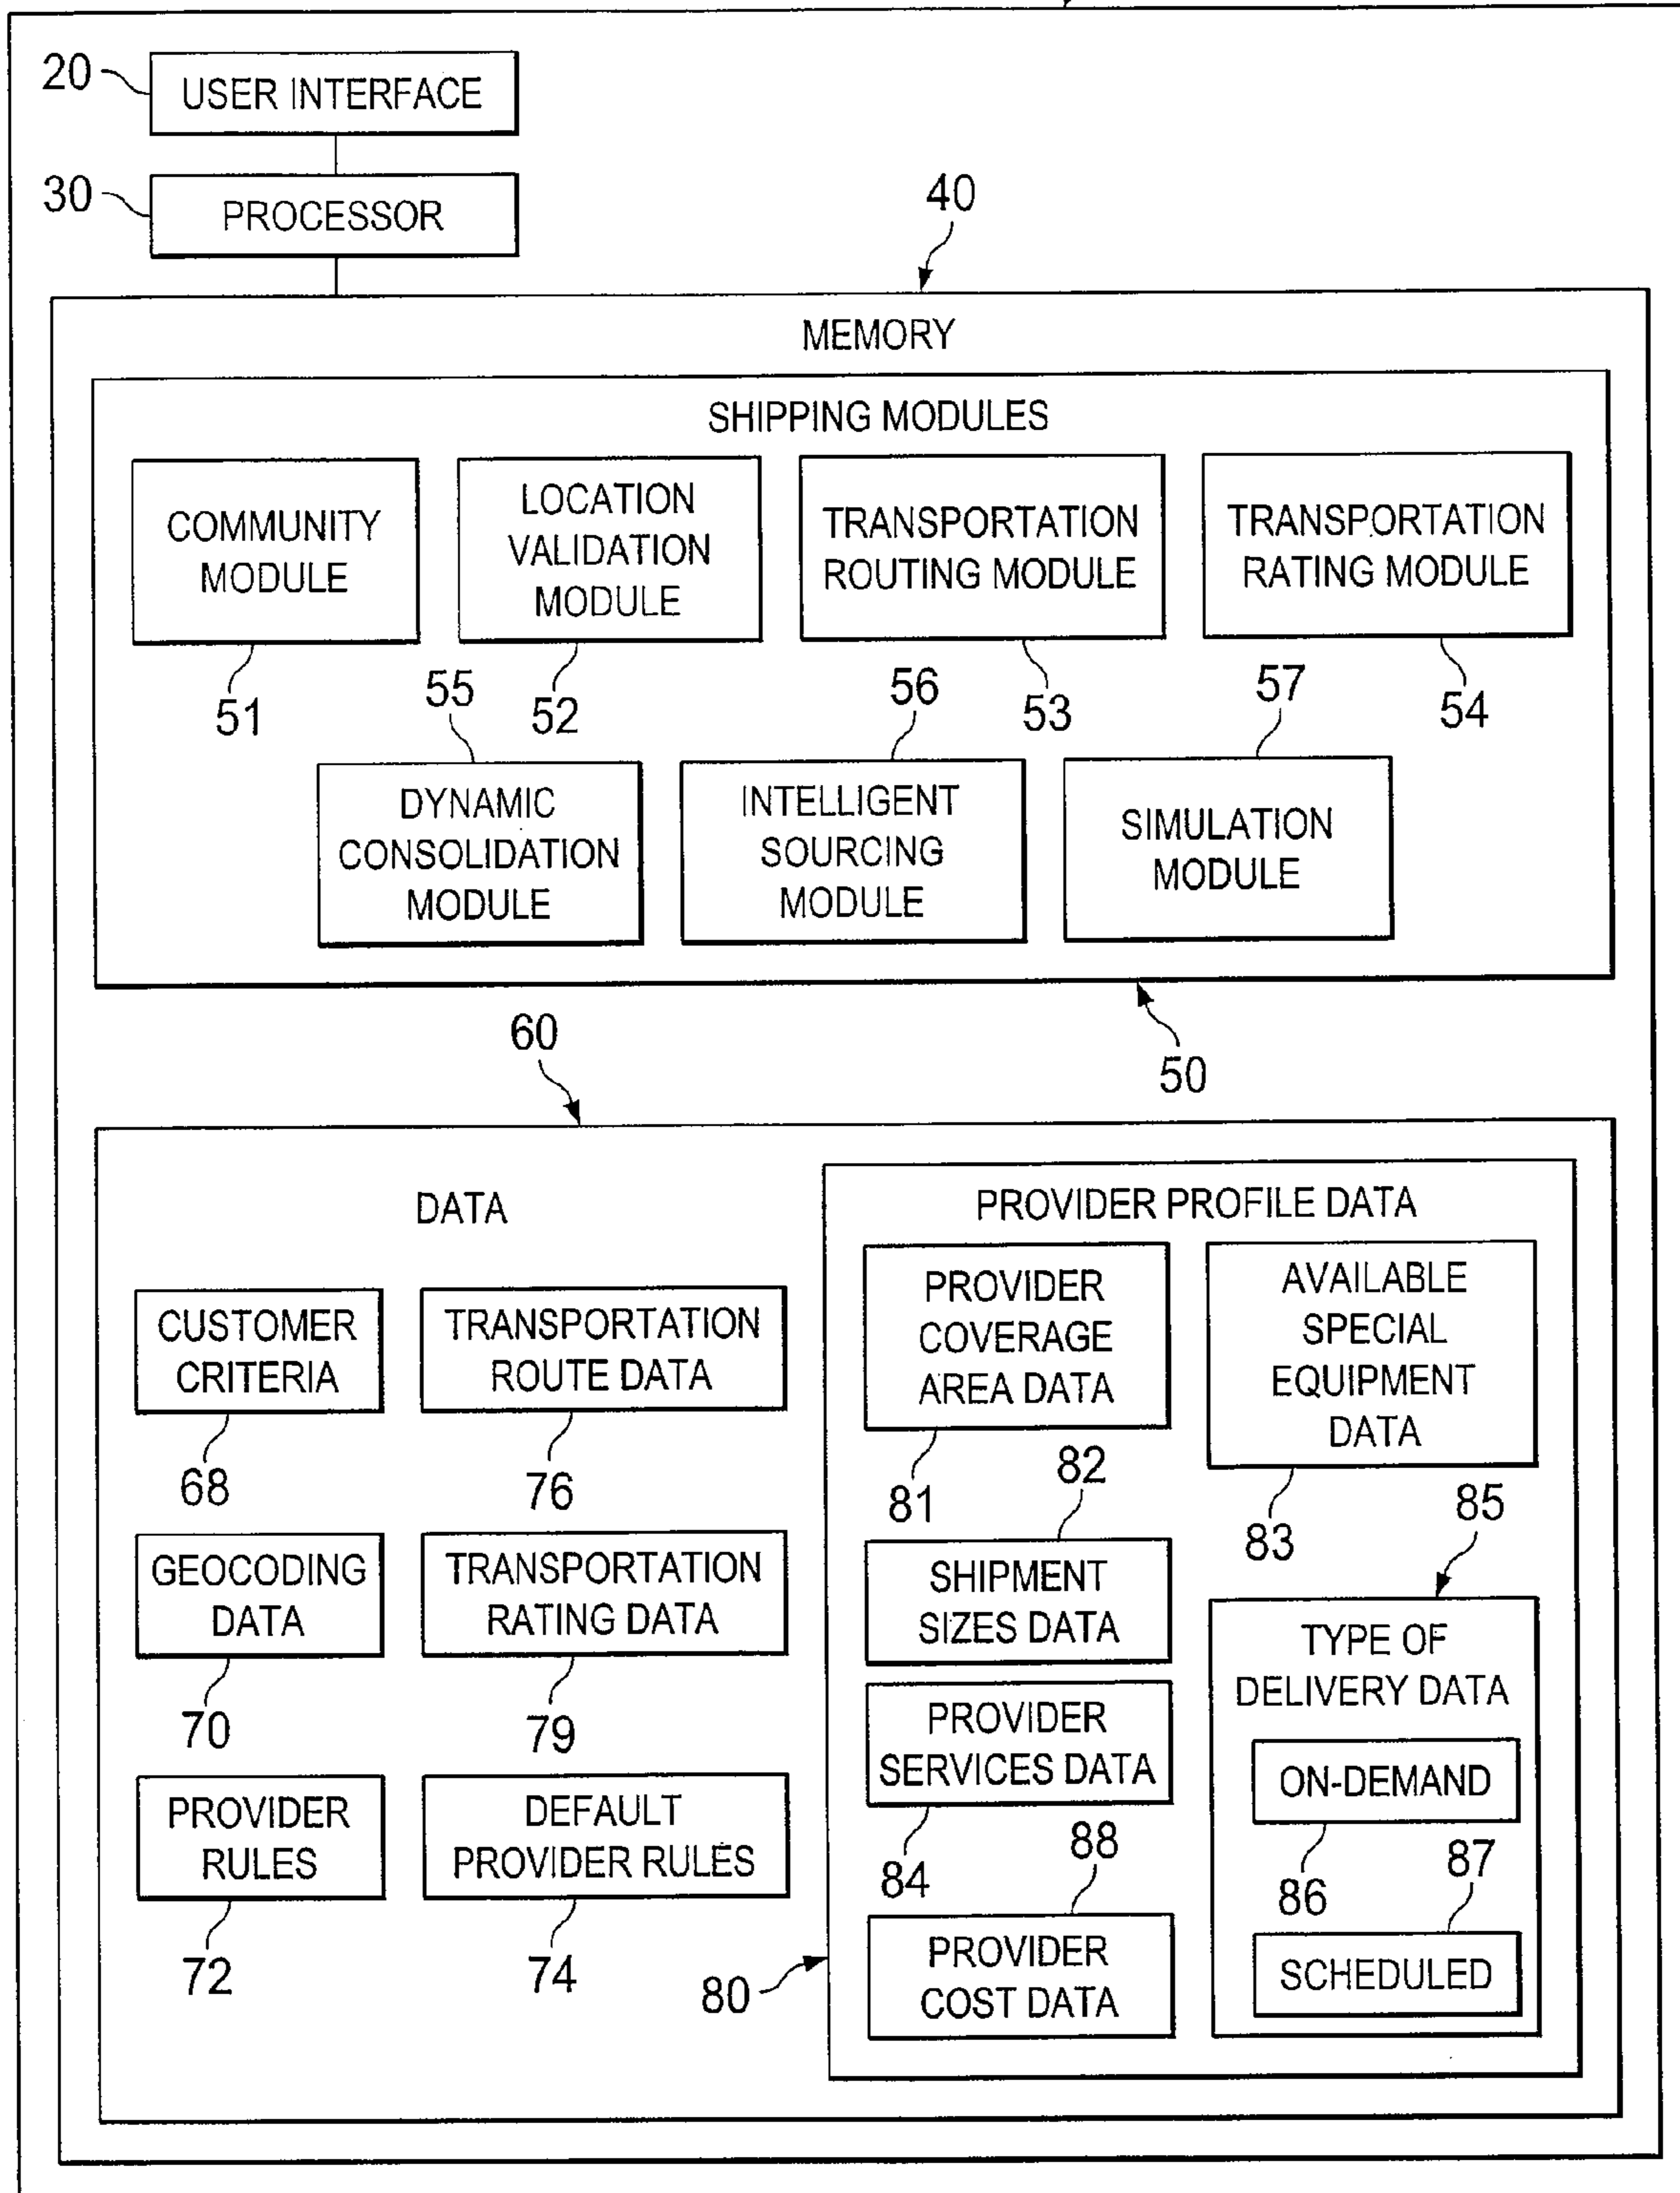 20
USER INTERFACE
30
PROCESSOR
40
MEMORY
SHIPPING MODULES
COMMUNITY
MODULE
51
LOCATION
VALIDATION
MODULE
52
TRANSPORTATION
ROUTING MODULE
53
TRANSPORTATION
RATING MODULE
54
55
DYNAMIC
CONSOLIDATION
MODULE
56
INTELLIGENT
SOURCING
MODULE
57
SIMULATION
MODULE
50
60
DATA
CUSTOMER
CRITERIA
68
TRANSPORTATION
ROUTE DATA
76
GEOCODING
DATA
70
TRANSPORTATION
RATING DATA
79
PROVIDER
RULES
72
DEFAULT
PROVIDER RULES
74
80
PROVIDER PROFILE DATA
PROVIDER
COVERAGE
AREA DATA
81
AVAILABLE
SPECIAL
EQUIPMENT
DATA
83
82
SHIPMENT
SIZES DATA
PROVIDER
SERVICES DATA
84
88
PROVIDER
COST DATA
85
TYPE OF
DELIVERY DATA
ON-DEMAND
86
87
SCHEDULED